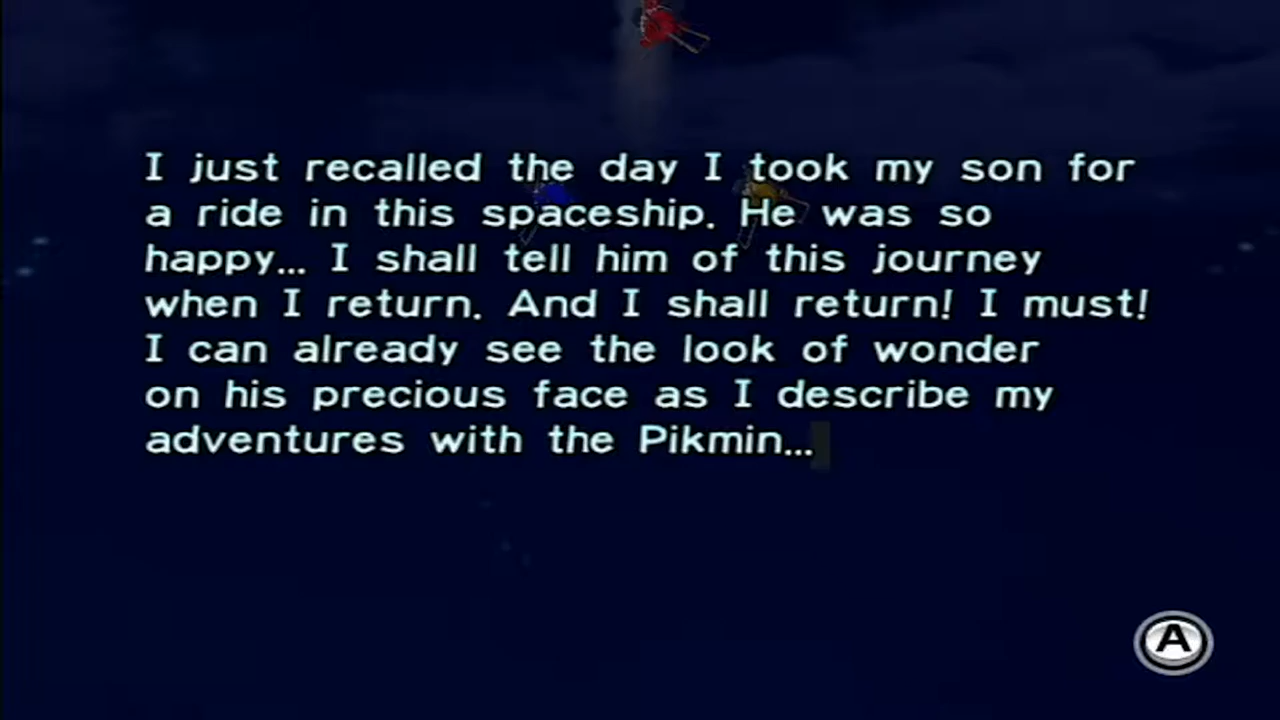 I just recalled the day I took my son for
a ride in this spaceship. He was so
happy... I shall tell him of this journey
when I return. And I shall return! I must!
I can already see the look of wonder
on his precious face as I describe my
adventures with the Pikmin...
A